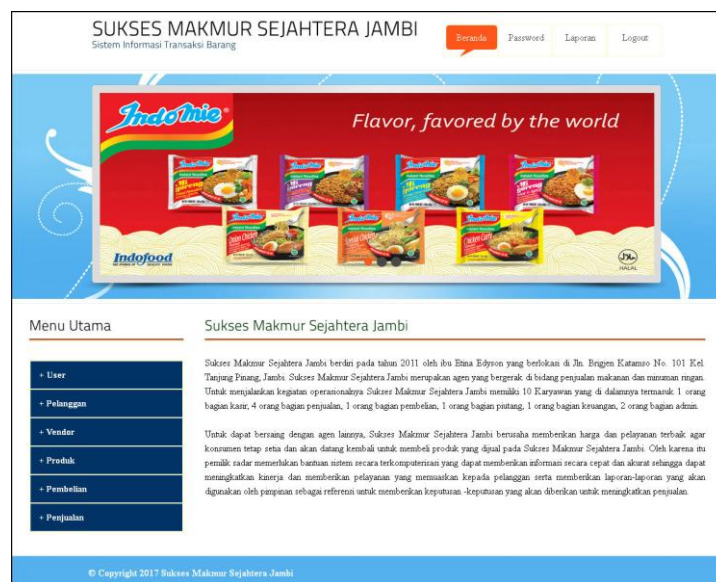 SUKSES MAKMUR SEJAHTERA JAMBI
Sistem Informasi Transaksi Barang
Beranda
Password
Laporan
Logout
Indomie
Flavor, favored by the world
Indofood
HALAL
Menu Utama
+ User
+ Pelanggan
+ Vendor
+ Produk
+ Pembelian
+ Penjualan
Sukses Makmur Sejahtera Jambi
Sukses Makmur Sejahtera Jambi berdiri pada tahun 2011 oleh ibu Etina Edyson yang berlokasi di Jln. Brigjen Katamso No. 101 Kel.
Tanjung Pinang, Jambi. Sukses Makmur Sejahtera Jambi merupakan agen yang bergerak di bidang penjualan makanan dan minuman ringan.
Untuk menjalankan kegiatan operasionalnya Sukses Makmur Sejahtera Jambi memiliki 10 Karyawan yang di dalamnya termasuk 1 orang
bagian kasir, 4 orang bagian penjualan, 1 orang bagian pembelian, 1 orang bagian piutang, 1 orang bagian keuangan, 2 orang bagian admin.
Untuk dapat bersaing dengan agen lainnya, Sukses Makmur Sejahtera Jambi berusaha memberikan harga dan pelayanan terbaik agar
konsumen tetap setia dan akan datang kembali untuk membeli produk yang dijual pada Sukses Makmur Sejahtera Jambi. Oleh karena itu
pemilik sadar memerlukan bantuan sistem secara terkomputerisasi yang dapat memberikan informasi secara cepat dan akurat sehingga dapat
meningkatkan kinerja dan memberikan pelayanan yang memuaskan kepada pelanggan serta memberikan laporan-laporan yang akan
digunakan oleh pimpinan sebagai referensi untuk memberikan keputusan -keputusan yang akan diberikan untuk meningkatkan penjualan.
© Copyright 2017 Sukses Makmur Sejahtera Jambi